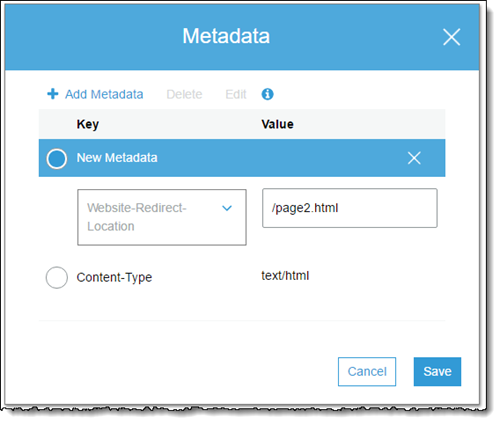 Metadata
Add Metadata Delete Edit
Key Value
New Metadata
Website-Redirect-
Location
/page2.html
Content-Type text/html
Cancel Save